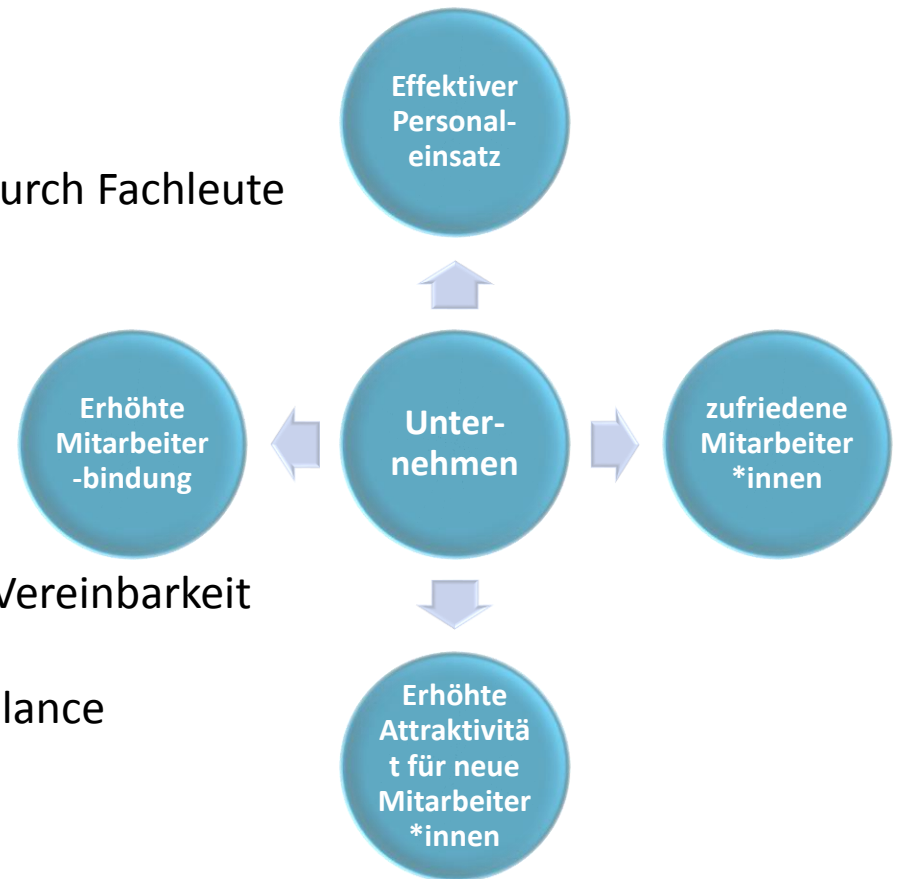 Effektiver
Personal-
einsatz
urch Fachleute
Erhöhte
Mitarbeiter
-bindung
Unter-
nehmen
zufriedene
Mitarbeiter
*innen
Vereinbarkeit
lance
Erhöhte
Attraktivitä
t für neue
Mitarbeiter
*innen